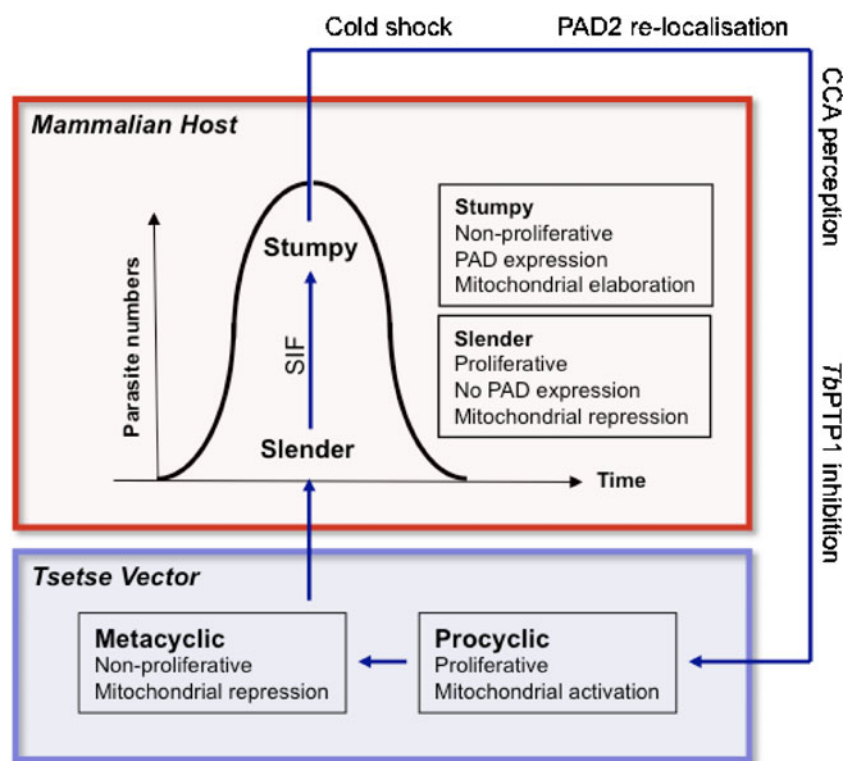 Cold shock
PAD2 re-localisation
CCA perception
TbPTP1 inhibition
Mammalian Host
Parasite numbers
Stumpy
SIF
Slender
Time
Stumpy
Non-proliferative
PAD expression
Mitochondrial elaboration
Slender
Proliferative
No PAD expression
Mitochondrial repression
Tsetse Vector
Metacyclic
Non-proliferative
Mitochondrial repression
Procyclic
Proliferative
Mitochondrial activation